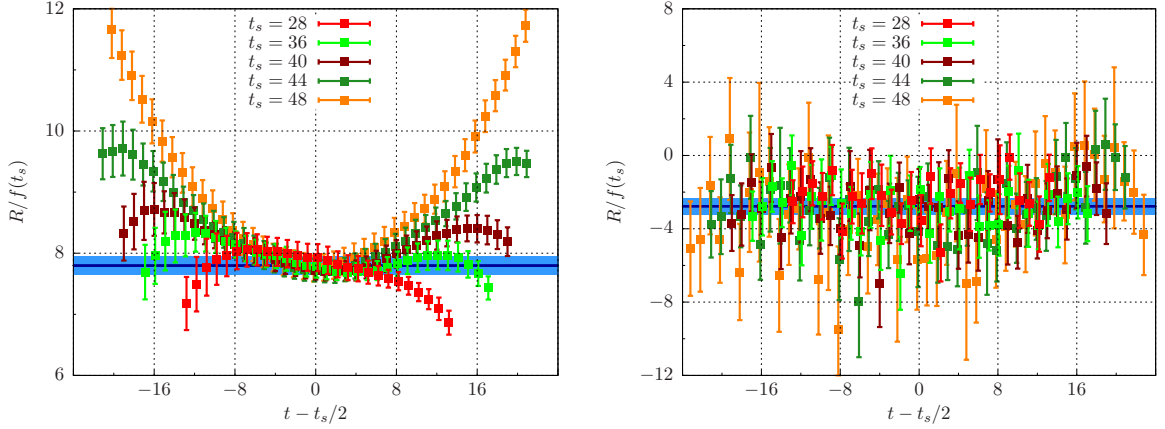 12
10
8
6
R/f(t_s)
t_s = 28
t_s = 36
t_s = 40
t_s = 44
t_s = 48
−16 −8 0 8 16
t − t_s/2
8
4
0
−4
−8
−12
R/f(t_s)
t_s = 28
t_s = 36
t_s = 40
t_s = 44
t_s = 48
−16 −8 0 8 16
t − t_s/2